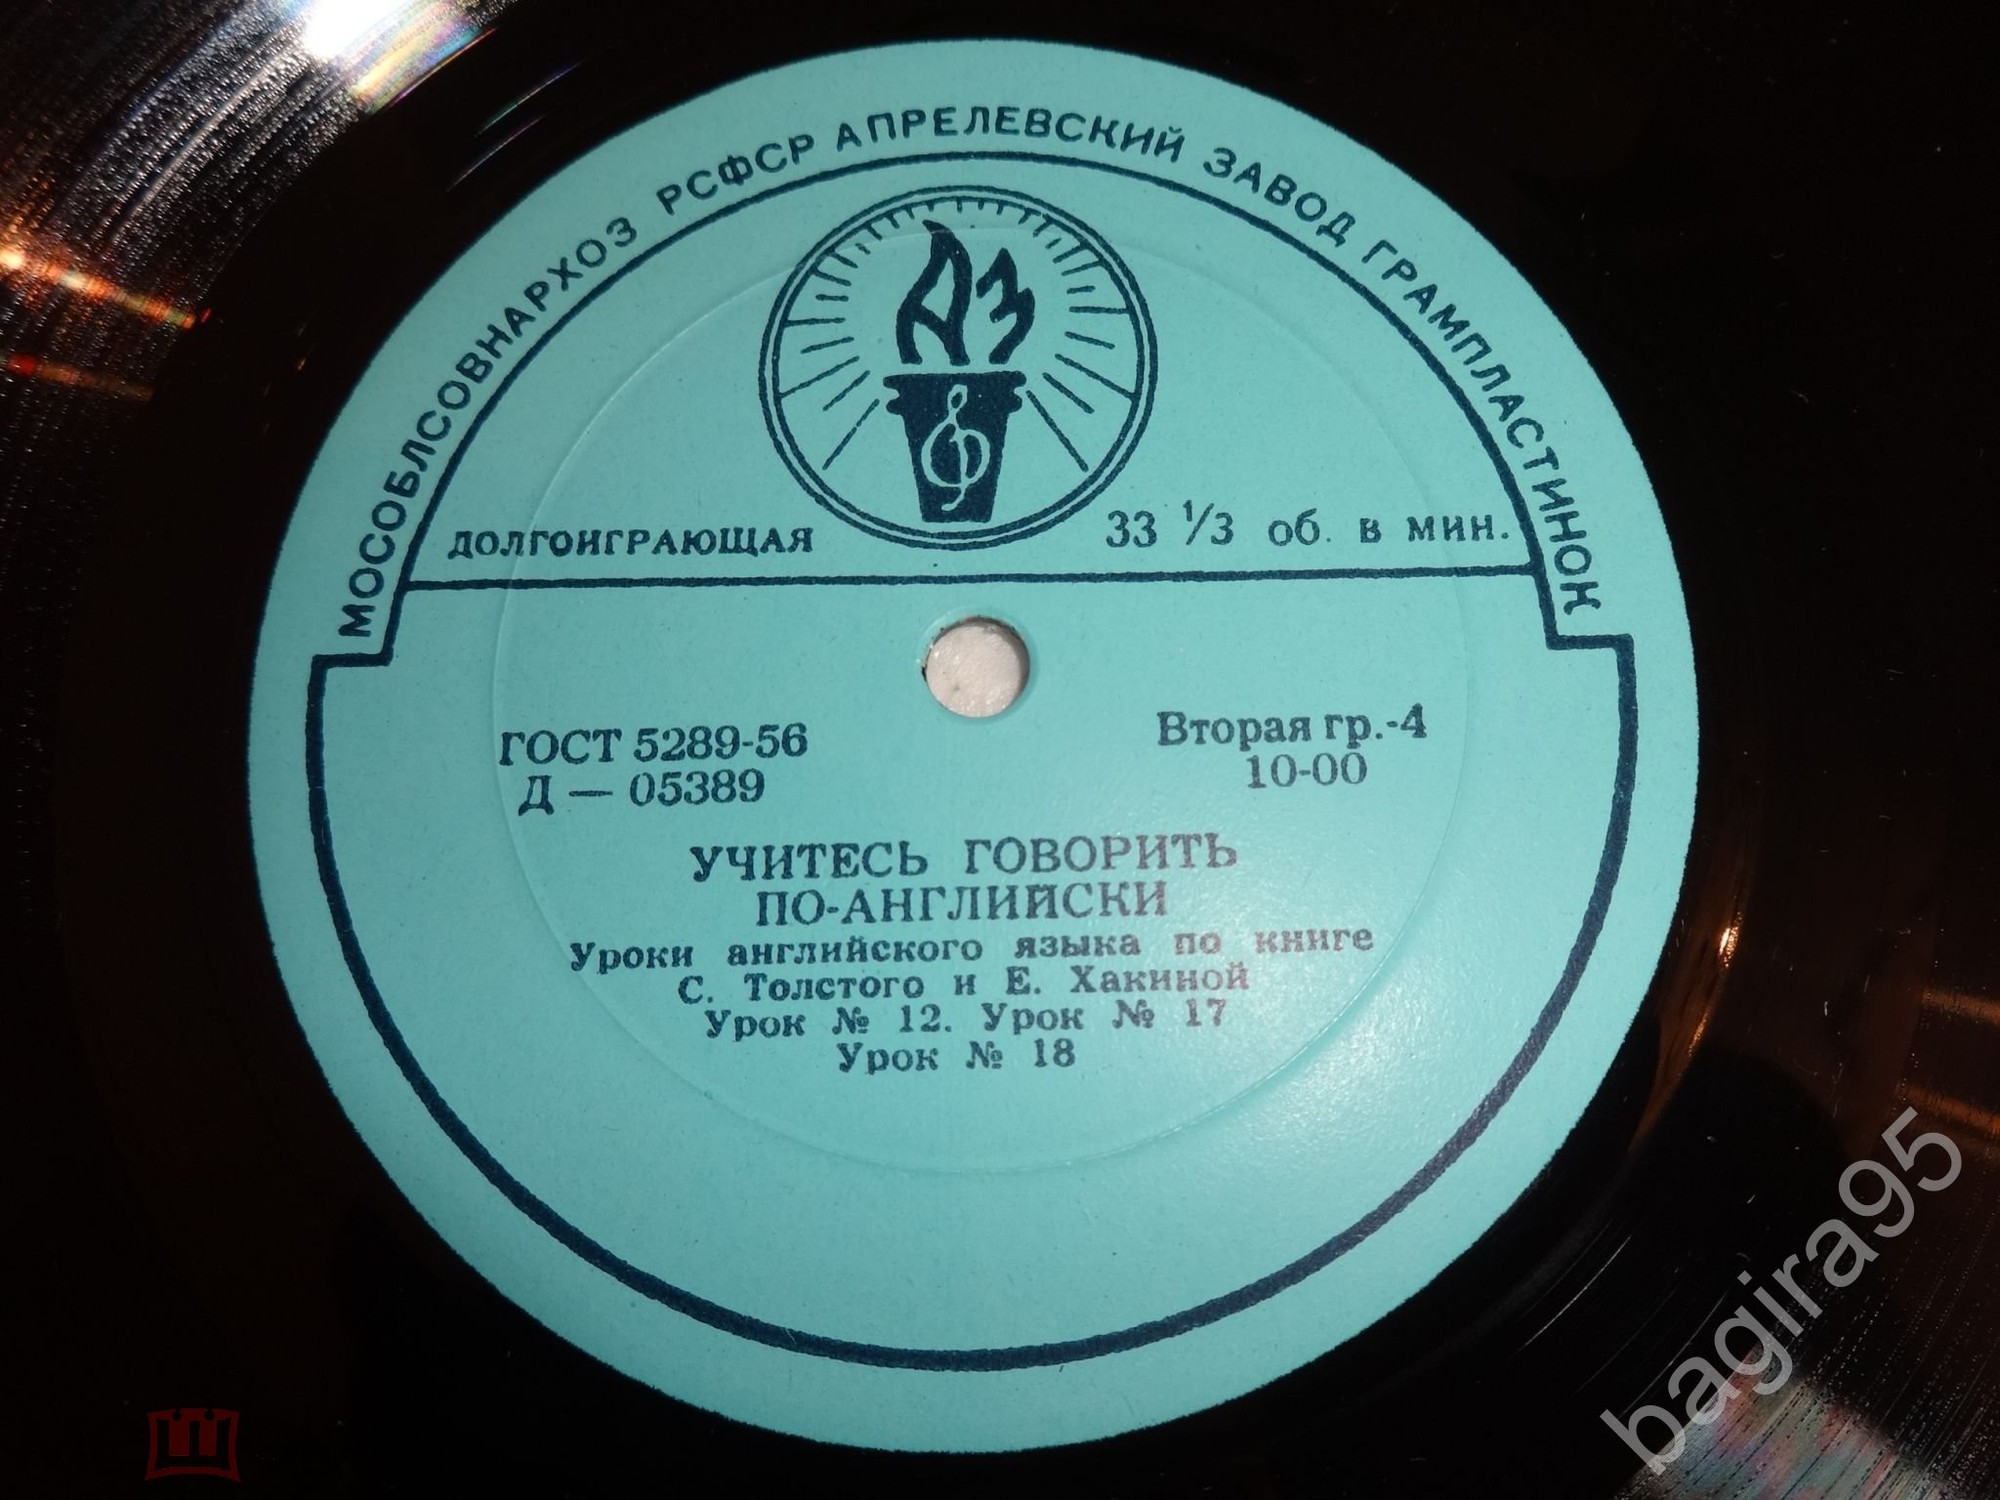 МОСОБЛСОВНАРХОЗ РСФСР АПРЕЛЕВСКИЙ ЗАВОД ГРАМПЛАСТИНОК
АЗ
ДОЛГОИГРАЮЩАЯ 33 1/3 об. в мин.
ГОСТ 5289-56 Вторая гр.-4
Д — 05389 10-00
УЧИТЕСЬ ГОВОРИТЬ
ПО-АНГЛИЙСКИ
Уроки английского языка по книге
С. Толстого и Е. Хакиной
Урок № 12. Урок № 17
Урок № 18
bagira95